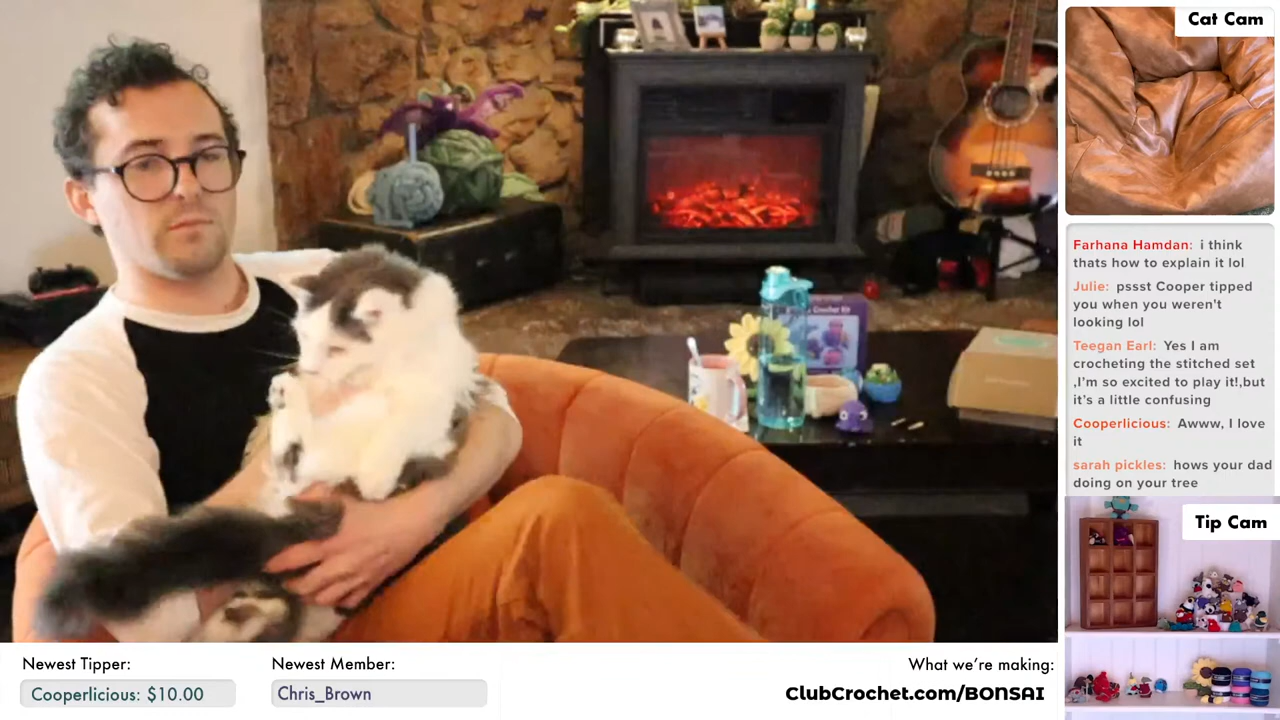 Cat Cam
Farhana Hamdan: i think
thats how to explain it lol
Julie: pssst Cooper tipped
you when you weren't
looking lol
Teegan Earl: Yes I am
crocheting the stitched set
,I'm so excited to play it!,but
it's a little confusing
Cooperlicious: Awww, I love
it
sarah pickles: hows your dad
doing on your tree
Tip Cam
Newest Tipper:
Cooperlicious: $10.00
Newest Member:
Chris_Brown
What we're making:
ClubCrochet.com/BONSAI